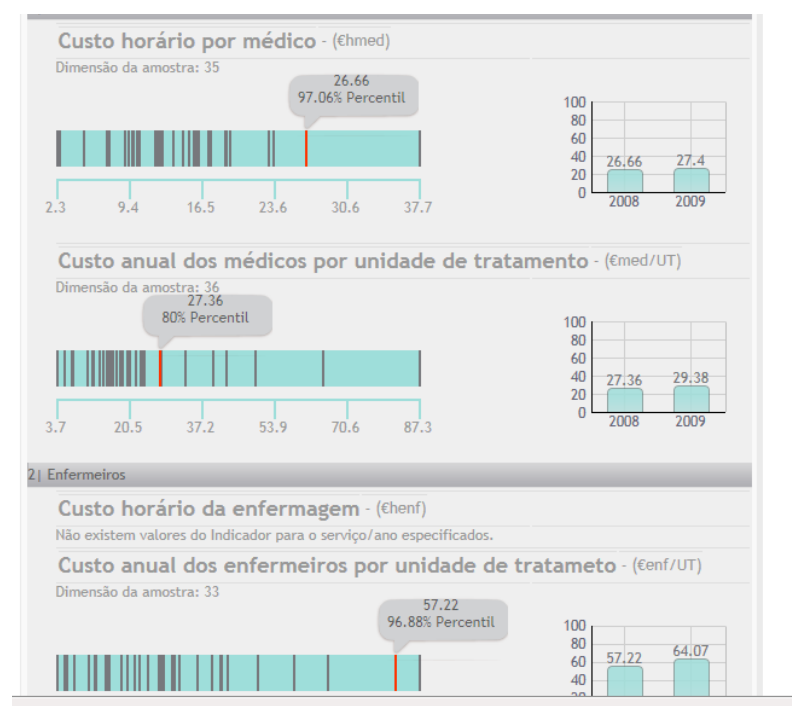 Custo horário por médico - (€hmed)
Dimensão da amostra: 35
26.66
97.06% Percentil
2.3 9.4 16.5 23.6 30.6 37.7
100
80
60
40
20
0
26.66 27.4
2008 2009
Custo anual dos médicos por unidade de tratamento - (€med/UT)
Dimensão da amostra: 36
27.36
80% Percentil
3.7 20.5 37.2 53.9 70.6 87.3
100
80
60
40
20
0
27.36 29.38
2008 2009
2| Enfermeiros
Custo horário da enfermagem - (€henf)
Não existem valores do Indicador para o serviço/ano especificados.
Custo anual dos enfermeiros por unidade de tratameto - (€enf/UT)
Dimensão da amostra: 33
57.22
96.88% Percentil
100
80
60
40
20
57.22 64.07